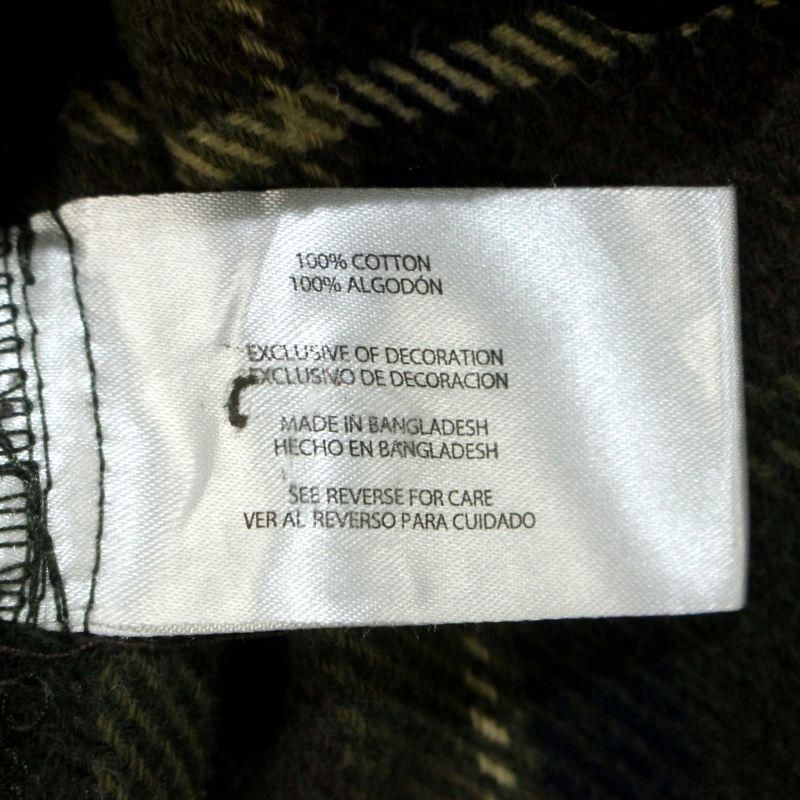 100% COTTON
100% ALGODÓN
EXCLUSIVE OF DECORATION
EXCLUSIVO DE DECORACION
MADE IN BANGLADESH
HECHO EN BANGLADESH
SEE REVERSE FOR CARE
VER AL REVERSO PARA CUIDADO